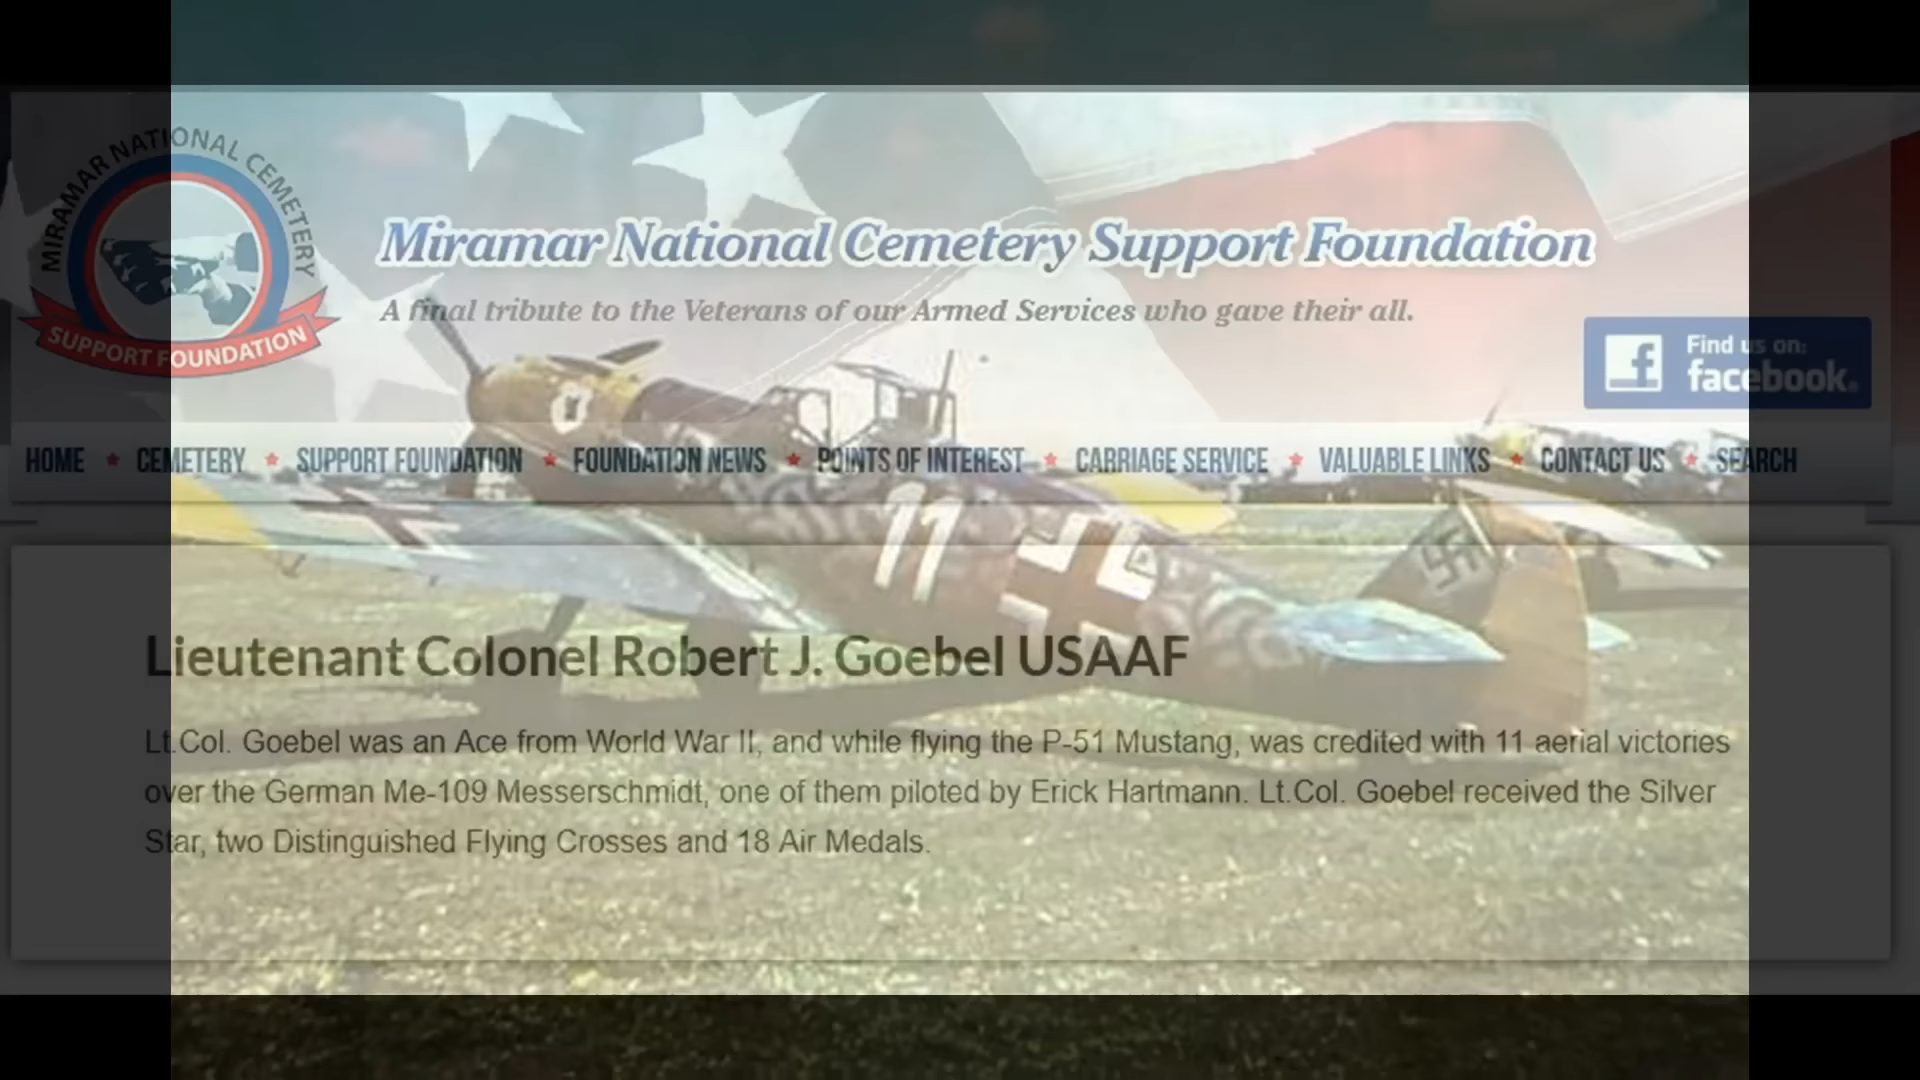 MIRAMAR NATIONAL CEMETERY
SUPPORT FOUNDATION
Miramar National Cemetery Support Foundation
A final tribute to the Veterans of our Armed Services who gave their all.
Find us on:
facebook.
HOME ★ CEMETERY ★ SUPPORT FOUNDATION ★ FOUNDATION NEWS ★ POINTS OF INTEREST ★ CARRIAGE SERVICE ★ VALUABLE LINKS ★ CONTACT US ★ SEARCH
11
Lieutenant Colonel Robert J. Goebel USAAF
Lt.Col. Goebel was an Ace from World War II, and while flying the P-51 Mustang, was credited with 11 aerial victories
over the German Me-109 Messerschmidt, one of them piloted by Erick Hartmann. Lt.Col. Goebel received the Silver
Star, two Distinguished Flying Crosses and 18 Air Medals.